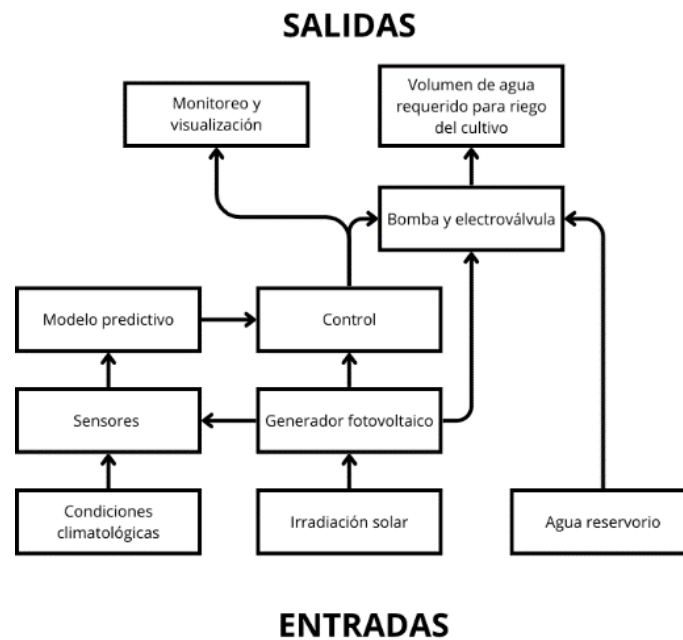 SALIDAS
Monitoreo y
visualización
Volumen de agua
requerido para riego
del cultivo
Bomba y electroválvula
Modelo predictivo
Control
Sensores
Generador fotovoltaico
Condiciones
climatológicas
Irradiación solar
Agua reservorio
ENTRADAS